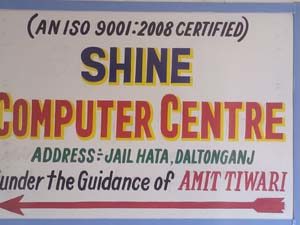 (AN ISO 9001:2008 CERTIFIED)
SHINE
COMPUTER CENTRE
ADDRESS:- JAIL HATA, DALTONGANJ
under the Guidance of AMIT TIWARI